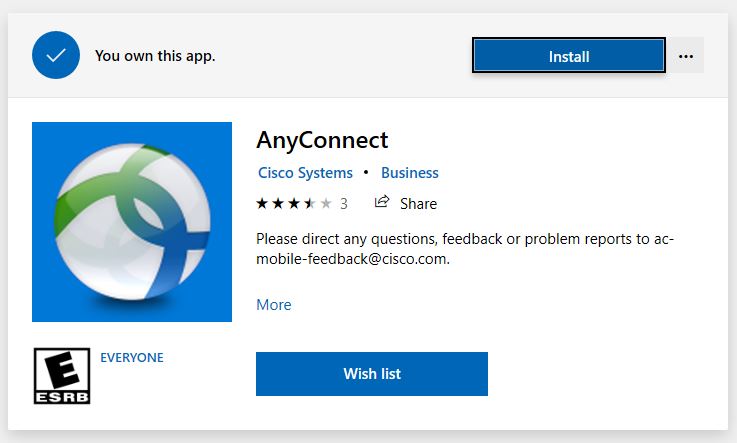 You own this app.
Install
...
AnyConnect
Cisco Systems • Business
3 Share
Please direct any questions, feedback or problem reports to ac-
mobile-feedback@cisco.com.
More
E
ESRB
EVERYONE
Wish list